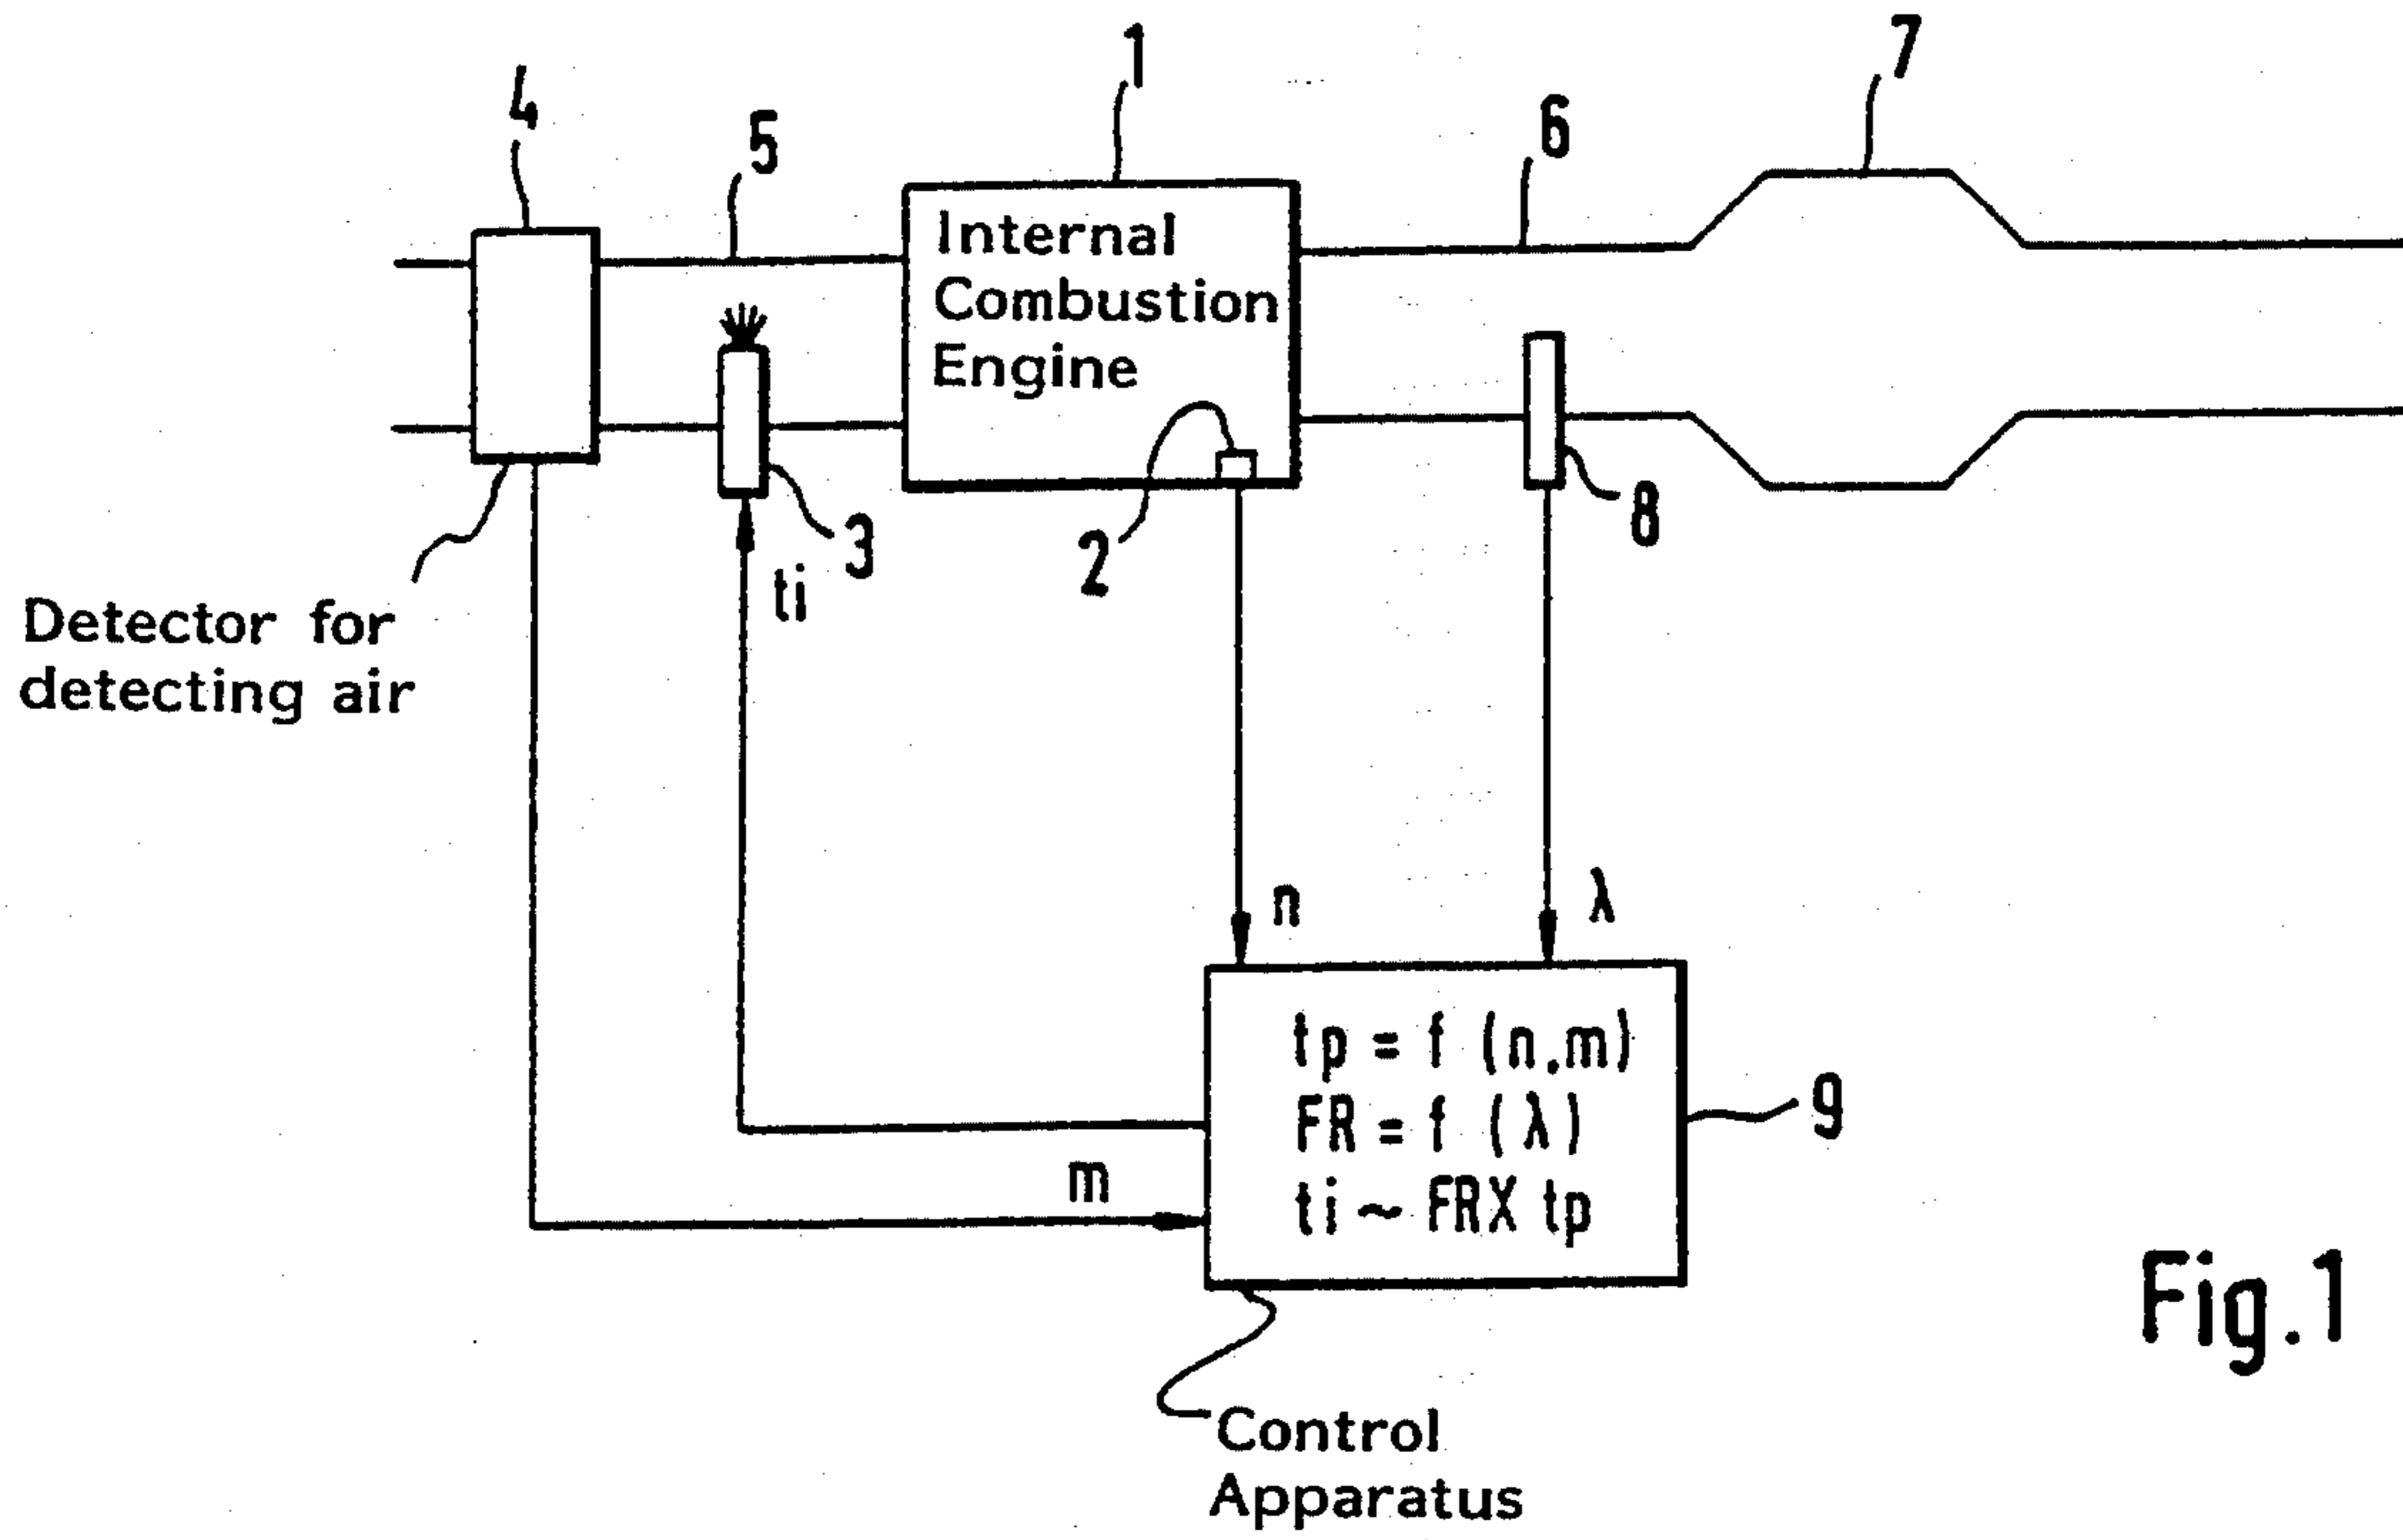 1
7
4
5
6
Internal
Combustion
Engine
2
3
8
ti
Detector for
detecting air
n
λ
tp = f (n,m)
FR = f (λ)
ti ~ FRX tp
9
m
Fig.1
Control
Apparatus